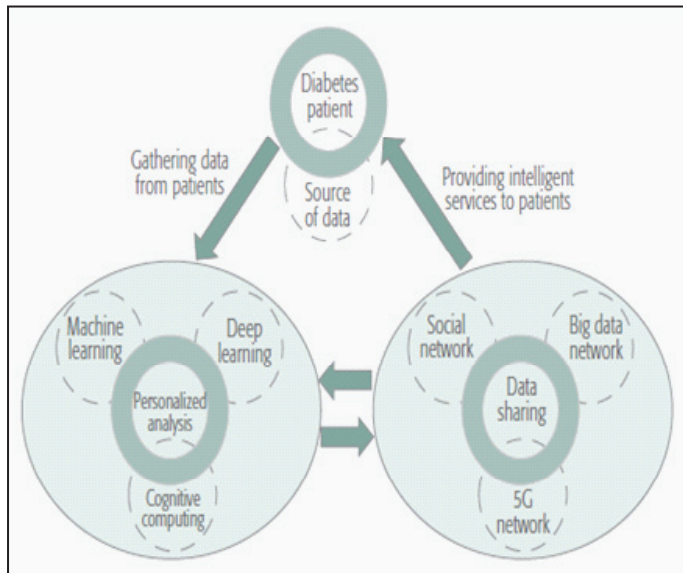 Diabetes
patient
Source
of data
Gathering data
from patients
Providing intelligent
services to patients
Machine
learning
Deep
learning
Personalized
analysis
Cognitive
computing
Social
network
Big data
network
Data
sharing
5G
network